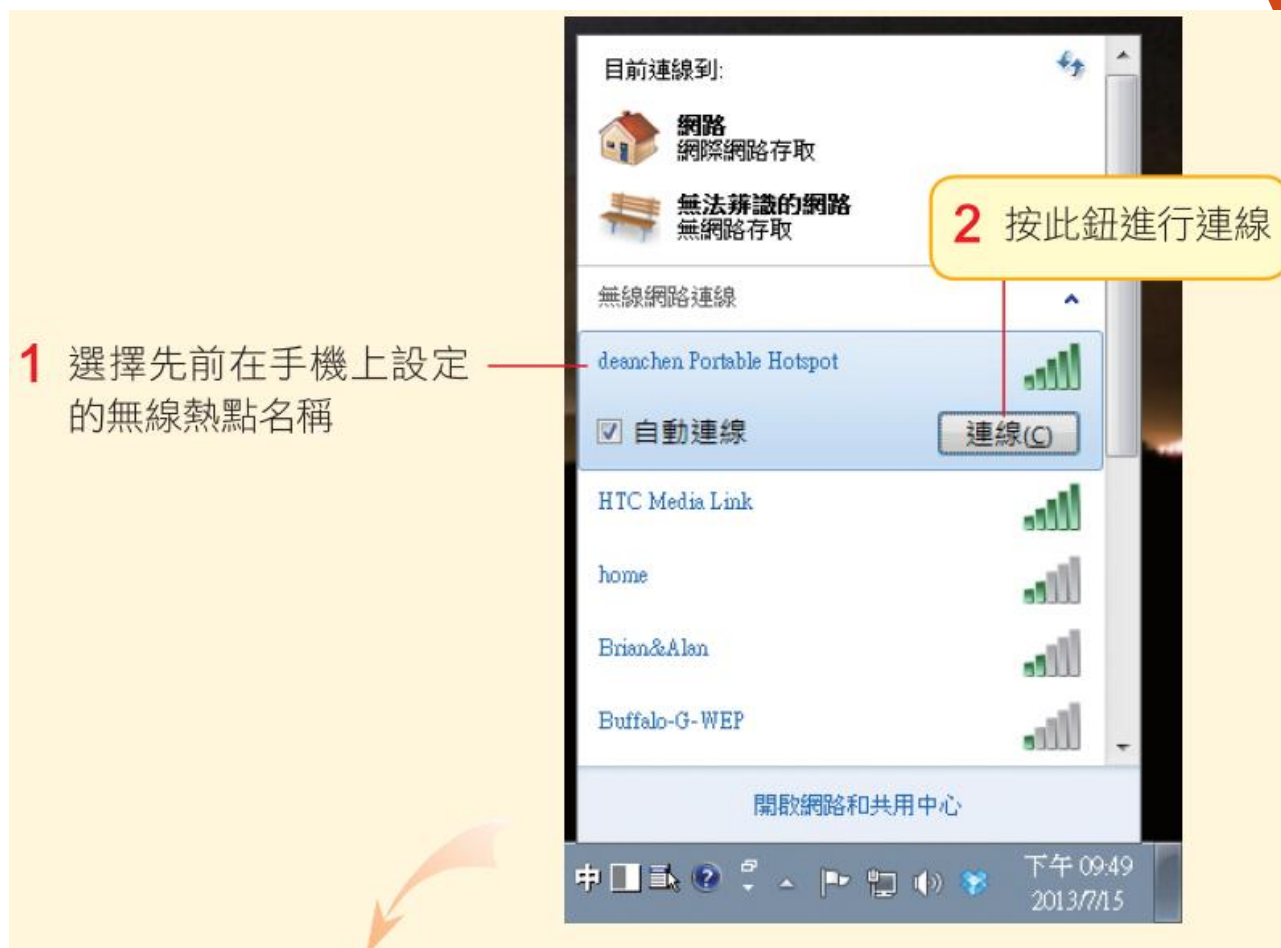 目前連線到:
網路
網際網路存取
無法辨識的網路
無網路存取
2 按此鈕進行連線
無線網路連線
1 選擇先前在手機上設定
的無線熱點名稱
deanchen Portable Hotspot
自動連線
連線(C)
HTC Media Link
home
Brian&Alan
Buffalo-G-WEP
開啟網路和共用中心
中
下午 09:49
2013/7/15